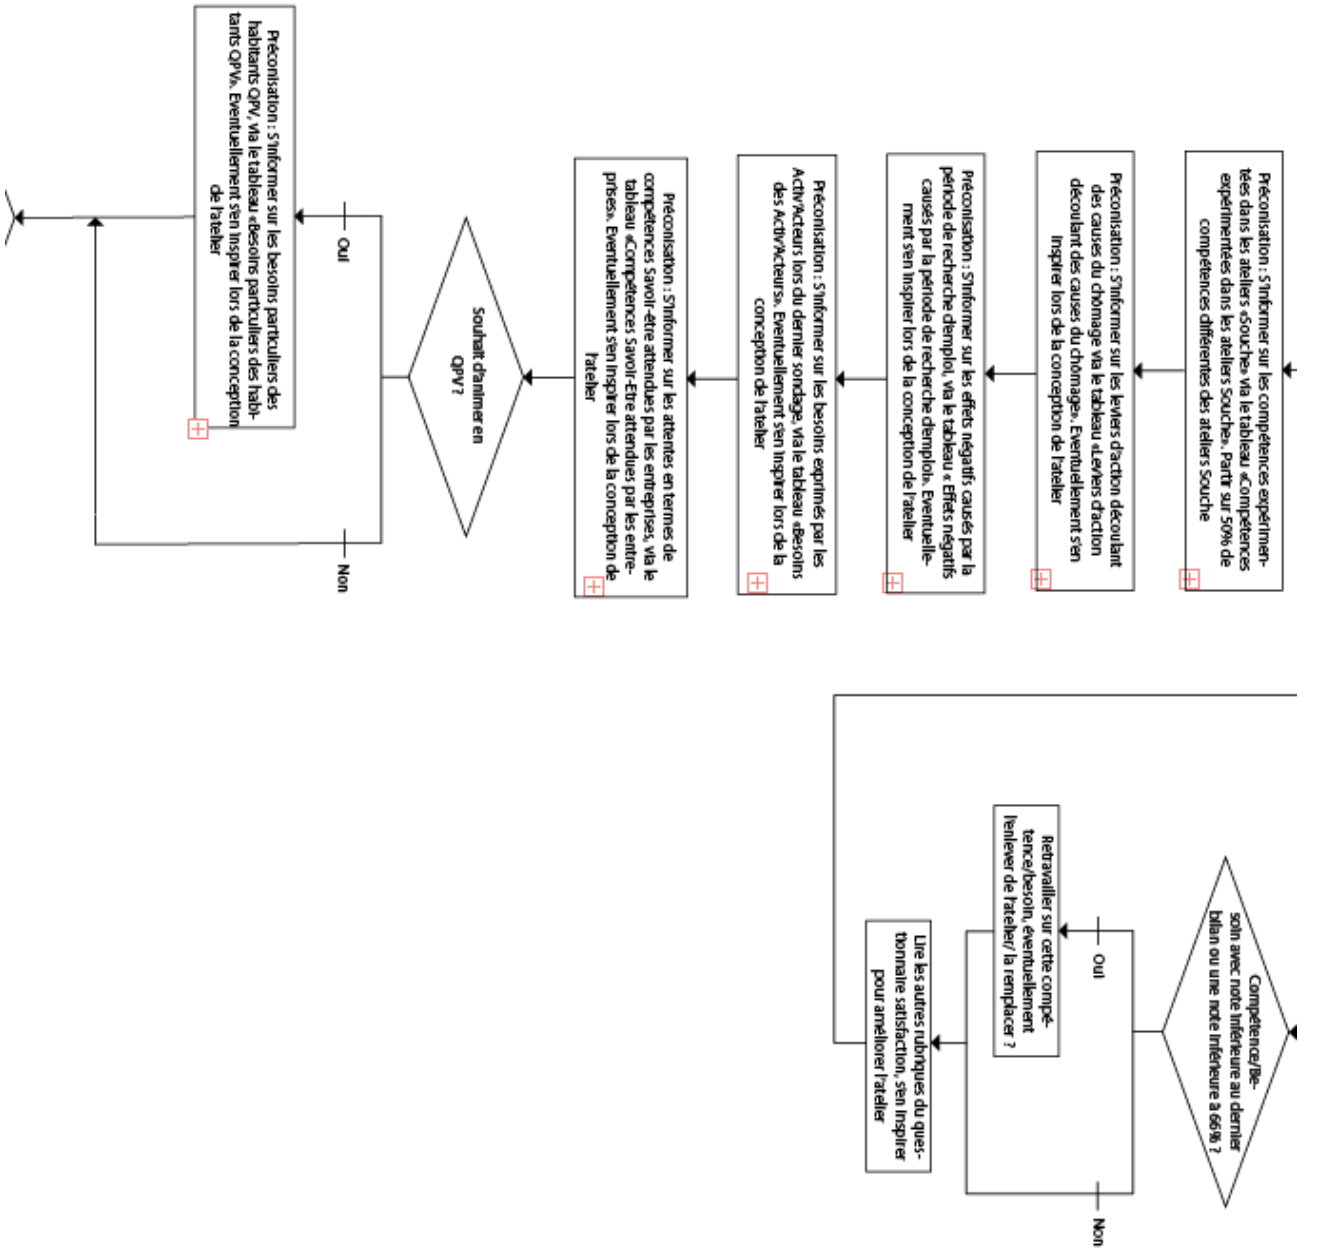 Préconisation : S'informer sur les compétences expérimen-
tées dans les ateliers «Souche» via le tableau «Compétences
expérimentées dans les ateliers Souche». Partir sur 50% de
compétences différentes des ateliers Souche
Préconisation : S'informer sur les leviers d'action découlant
des causes du chômage via le tableau «Leviers d'action
découlant des causes du chômage». Eventuellement s'en
inspirer lors de la conception de l'atelier
Préconisation : S'informer sur les effets négatifs causés par la
période de recherche d'emploi, via le tableau « Effets négatifs
causés par la période de recherche d'emploi». Eventuelle-
ment s'en inspirer lors de la conception de l'atelier
Préconisation : S'informer sur les besoins exprimés par les
Activ'Acteurs lors du dernier sondage, via le tableau «Besoins
des Activ'Acteurs». Eventuellement s'en inspirer lors de la
conception de l'atelier
Préconisation : S'informer sur les attentes en termes de
compétences Savoir-être attendues par les entreprises, via le
tableau «Compétences Savoir-Etre attendues par les entre-
prises». Eventuellement s'en inspirer lors de la conception de
l'atelier
Souhait d'animer en
QPV ?
Oui
Non
Préconisation : S'informer sur les besoins particuliers des
habitants QPV, via le tableau «Besoins particuliers des habi-
tants QPV». Eventuellement s'en inspirer lors de la conception
de l'atelier
Compétence/Be-
soin avec note inférieure au dernier
bilan ou une note inférieure à 66% ?
Oui
Non
Retravailler sur cette compé-
tence/besoin, éventuellement
l'enlever de l'atelier/ la remplacer ?
Lire les autres rubriques du ques-
tionnaire satisfaction, s'en inspirer
pour améliorer l'atelier